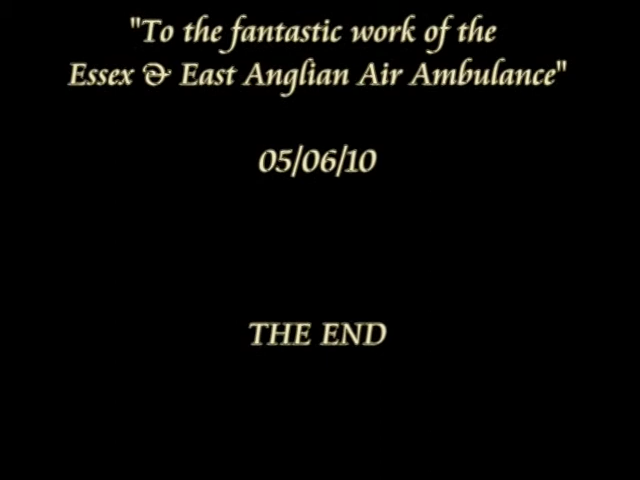 "To the fantastic work of the
Essex & East Anglian Air Ambulance"
05/06/10
THE END